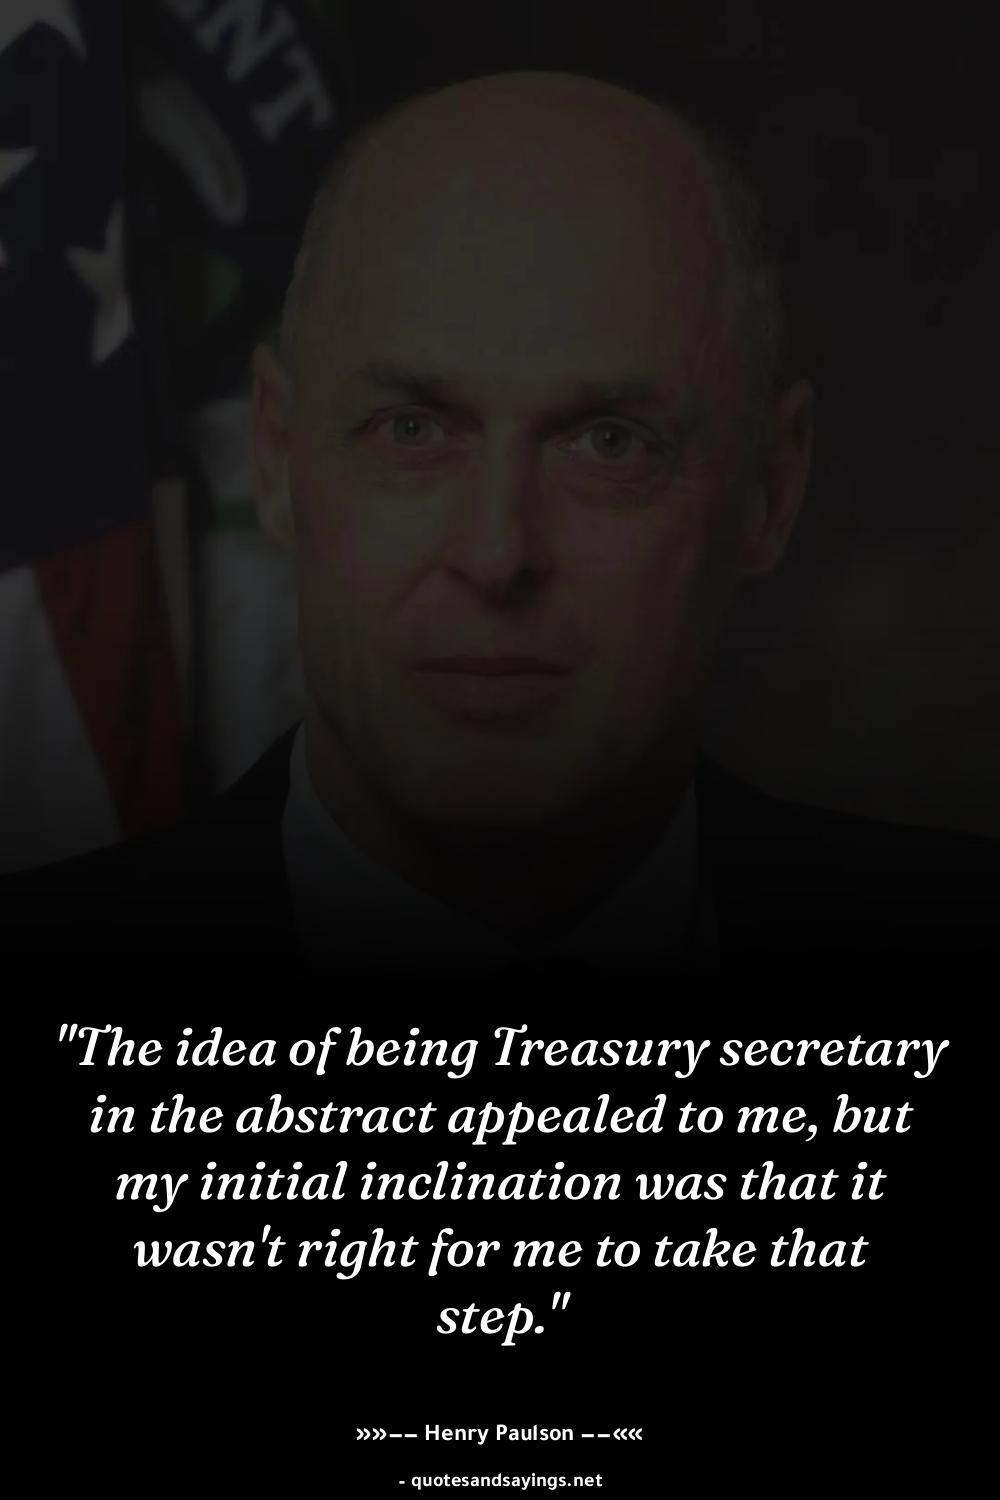 NT
"The idea of being Treasury secretary
in the abstract appealed to me, but
my initial inclination was that it
wasn't right for me to take that
step."
»»–– Henry Paulson ––««
- quotesandsayings.net